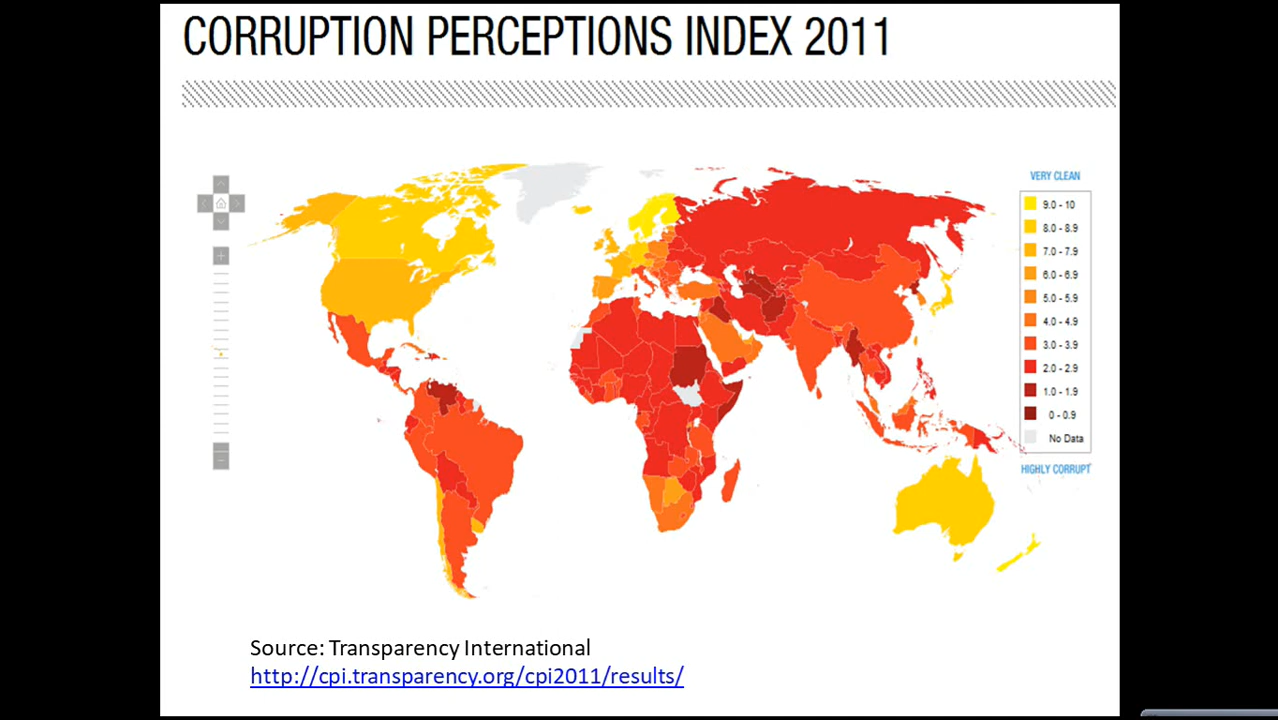 CORRUPTION PERCEPTIONS INDEX 2011
VERY CLEAN
9.0 - 10
8.0 - 8.9
7.0 - 7.9
6.0 - 6.9
5.0 - 5.9
4.0 - 4.9
3.0 - 3.9
2.0 - 2.9
1.0 - 1.9
0 - 0.9
No Data
HIGHLY CORRUPT
Source: Transparency International
http://cpi.transparency.org/cpi2011/results/